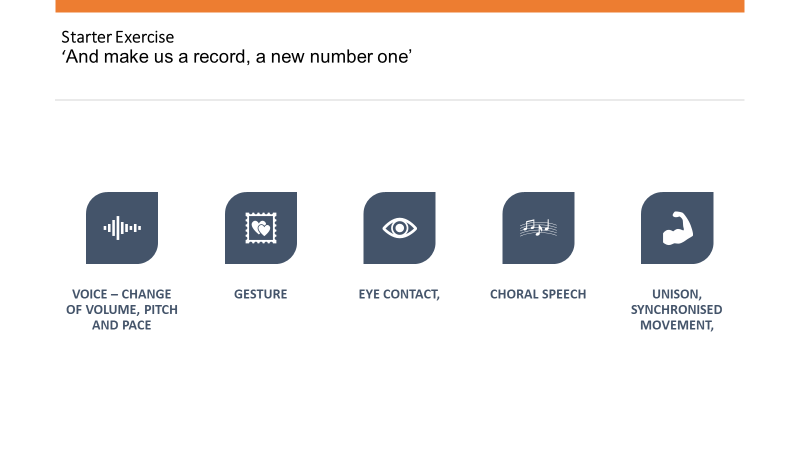 Starter Exercise
‘And make us a record, a new number one’
VOICE – CHANGE
OF VOLUME, PITCH
AND PACE
GESTURE
EYE CONTACT,
CHORAL SPEECH
UNISON,
SYNCHRONISED
MOVEMENT,